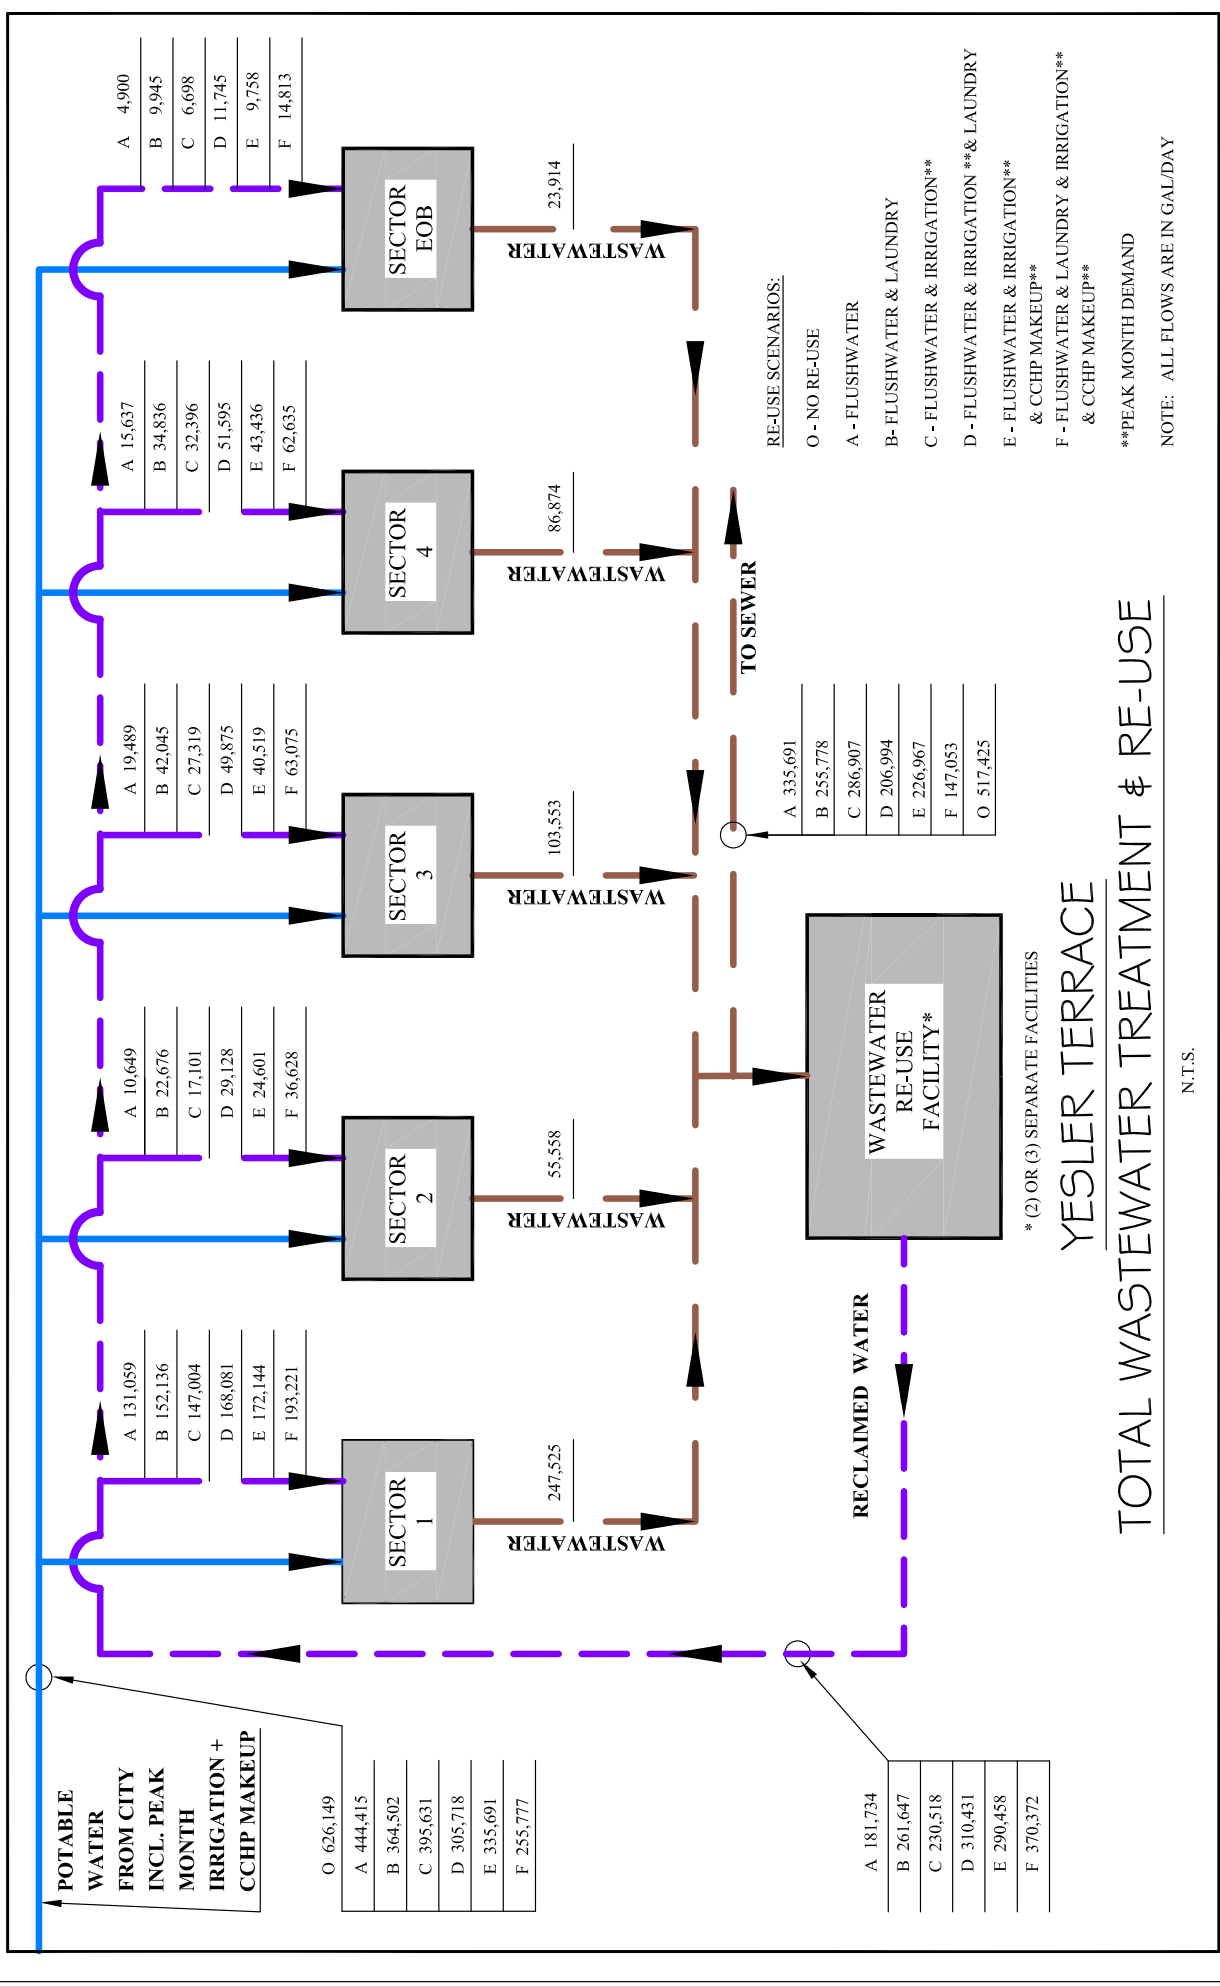 POTABLE
WATER
FROM CITY
INCL. PEAK
MONTH
IRRIGATION +
CCHP MAKEUP
O 626,149
A 444,415
B 364,502
C 395,631
D 305,718
E 335,691
F 255,777
A 181,734
B 261,647
C 230,518
D 310,431
E 290,458
F 370,372
A 131,059
B 152,136
C 147,004
D 168,081
E 172,144
F 193,221
SECTOR
1
247,525
WASTEWATER
A 10,649
B 22,676
C 17,101
D 29,128
E 24,601
F 36,628
SECTOR
2
55,558
WASTEWATER
A 19,489
B 42,045
C 27,319
D 49,875
E 40,519
F 63,075
SECTOR
3
103,553
WASTEWATER
A 15,637
B 34,836
C 32,396
D 51,595
E 43,436
F 62,635
SECTOR
4
86,874
WASTEWATER
A 4,900
B 9,945
C 6,698
D 11,745
E 9,758
F 14,813
SECTOR
EOB
23,914
WASTEWATER
RECLAIMED WATER
WASTEWATER
RE-USE
FACILITY*
* (2) OR (3) SEPARATE FACILITIES
TO SEWER
A 335,691
B 255,778
C 286,907
D 206,994
E 226,967
F 147,053
O 517,425
RE-USE SCENARIOS:
O - NO RE-USE
A - FLUSHWATER
B- FLUSHWATER & LAUNDRY
C - FLUSHWATER & IRRIGATION**
D - FLUSHWATER & IRRIGATION **& LAUNDRY
E - FLUSHWATER & IRRIGATION**
& CCHP MAKEUP**
F - FLUSHWATER & LAUNDRY & IRRIGATION**
& CCHP MAKEUP**
**PEAK MONTH DEMAND
NOTE: ALL FLOWS ARE IN GAL/DAY
YESLER TERRACE
TOTAL WASTEWATER TREATMENT & RE-USE
N.T.S.